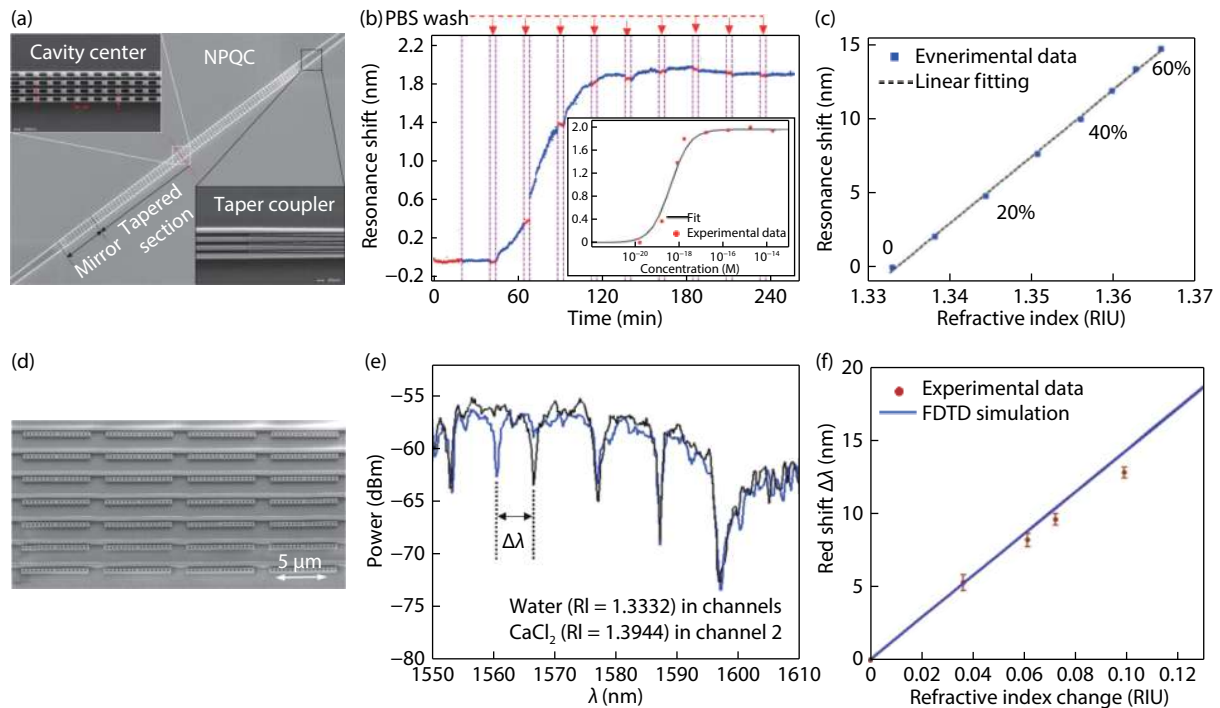 (a)
Cavity center
NPQC
Mirror
Tapered
section
Taper coupler
(b)
PBS wash
2.2
1.8
1.4
1.0
0.6
0.2
−0.2
Resonance shift (nm)
0
60
120
180
240
Time (min)
2.0
1.6
1.2
0.8
0.4
0
Fit
Experimental data
10⁻²⁰
10⁻¹⁸
10⁻¹⁶
10⁻¹⁴
Concentration (M)
(c)
15
10
5
0
Resonance shift (nm)
Evnerimental data
Linear fitting
60%
40%
20%
0
1.33
1.34
1.35
1.36
1.37
Refractive index (RIU)
(d)
5 μm
(e)
−55
−60
−65
−70
−75
−80
Power (dBm)
Δλ
Water (RI = 1.3332) in channels
CaCl₂ (RI = 1.3944) in channel 2
1550
1560
1570
1580
1590
1600
1610
λ (nm)
(f)
20
15
10
5
0
Red shift Δλ (nm)
Experimental data
FDTD simulation
0
0.02
0.04
0.06
0.08
0.10
0.12
Refractive index change (RIU)